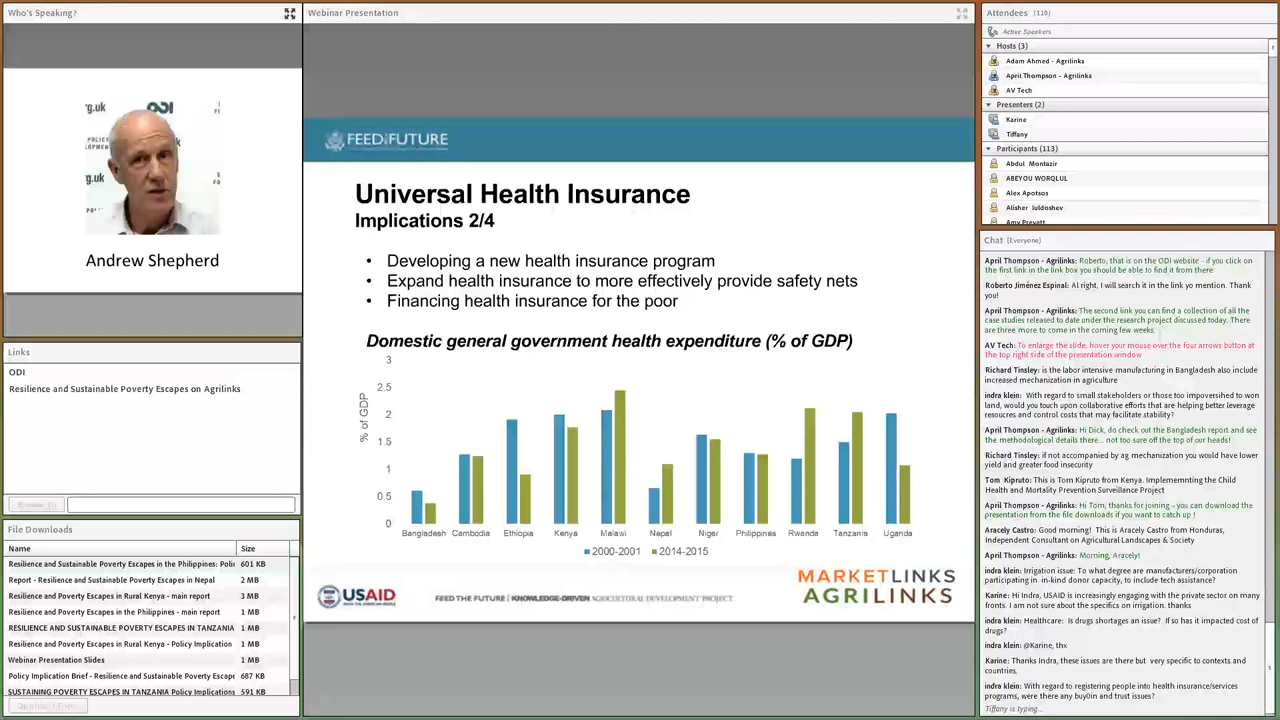 Who's Speaking?
rg.uk
ODI
POLICY
rg.uk
Andrew Shepherd
Links
ODI
Resilience and Sustainable Poverty Escapes on Agrilinks
Browse To
File Downloads
Name Size
Resilience and Sustainable Poverty Escapes in the Philippines: Polic 601 KB
Report - Resilience and Sustainable Poverty Escapes in Nepal 2 MB
Resilience and Poverty Escapes in Rural Kenya - main report 3 MB
Resilience and Poverty Escapes in the Philippines - main report 1 MB
RESILIENCE AND SUSTAINABLE POVERTY ESCAPES IN TANZANIA 1 MB
Resilience and Poverty Escapes in Rural Kenya - Policy Implication 1 MB
Webinar Presentation Slides 1 MB
Policy Implication Brief - Resilience and Sustainable Poverty Escape 687 KB
SUSTAINING POVERTY ESCAPES IN TANZANIA Policy Implications 591 KB
Webinar Presentation
FEED THE FUTURE
Universal Health Insurance
Implications 2/4
• Developing a new health insurance program
• Expand health insurance to more effectively provide safety nets
• Financing health insurance for the poor
Domestic general government health expenditure (% of GDP)
% of GDP
3
2.5
2
1.5
1
0.5
0
Bangladesh Cambodia Ethiopia Kenya Malawi Nepal Niger Philippines Rwanda Tanzania Uganda
2000-2001 2014-2015
USAID
FROM THE AMERICAN PEOPLE
FEED THE FUTURE KNOWLEDGE-DRIVEN AGRICULTURAL DEVELOPMENT PROJECT
MARKETLINKS
AGRILINKS
Attendees (118)
Active Speakers
Hosts (3)
Adam Ahmed - Agrilinks
April Thompson - Agrilinks
AV Tech
Presenters (2)
Karine
Tiffany
Participants (113)
Abdul Montazir
ABEYOU WORQLUL
Alex Apotsos
Alisher Juldoshev
Amy Prevatt
Chat (Everyone)
April Thompson - Agrilinks: Roberto, that is on the ODI website - if you click on
the first link in the link box you should be able to find it from there
Roberto Jiménez Espinal: Al right, I will search it in the link yo mention. Thank
you!
April Thompson - Agrilinks: The second link you can find a collection of all the
case studies released to date under the research project discussed today. There
are three more to come in the coming few weeks.
AV Tech: To enlarge the slide, hover your mouse over the four arrows button at
the top right side of the presentation window
Richard Tinsley: is the labor intensive manufacturing in Bangladesh also include
increased mechanization in agriculture
indra klein: With regard to small stakeholders or those too impoversihed to won
land, would you touch upon collaborative efforts that are helping better leverage
resoucres and control costs that may facilitate stability?
April Thompson - Agrilinks: Hi Dick, do check out the Bangladesh report and see
the methodological details there... not too sure off the top of our heads!
Richard Tinsley: if not accompanied by ag mechanization you would have lower
yield and greater food insecurity
Tom Kipruto: This is Tom Kipruto from Kenya. Implememnting the Child
Health and Mortality Prevention Surveillance Project
April Thompson - Agrilinks: Hi Tom, thanks for joining - you can download the
presentation from the file downloads if you want to catch up !
Aracely Castro: Good morning! This is Aracely Castro from Honduras,
Independent Consultant on Agricultural Landscapes & Society
April Thompson - Agrilinks: Morning, Aracely!
indra klein: Irrigation issue: To what degree are manufacturers/corporation
participating in in-kind donor capacity, to include tech assistance?
Karine: Hi Indra, USAID is increasingly engaging with the private sector on many
fronts. I am not sure about the specifics on irrigation. thanks
indra klein: Healthcare: Is drugs shortages an issue? If so has it impacted cost of
drugs?
indra klein: @Karine, thx
Karine: Thanks Indra, these issues are there but very specific to contexts and
countries.
indra klein: With regard to registering people into health insurance/services
programs, were there any buy0in and trust issues?
Tiffany is typing...